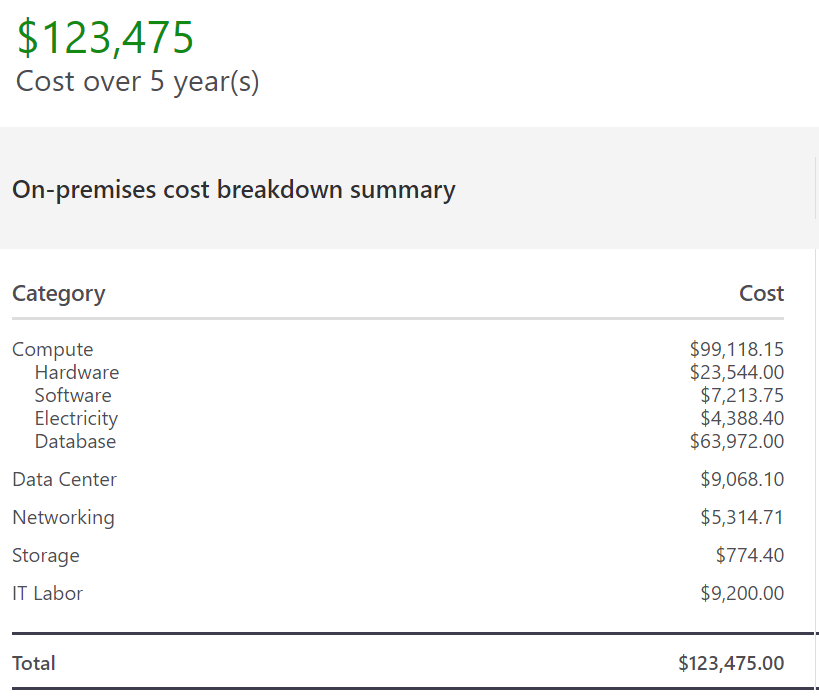 $123,475
Cost over 5 year(s)
On-premises cost breakdown summary
Category Cost
Compute $99,118.15
Hardware $23,544.00
Software $7,213.75
Electricity $4,388.40
Database $63,972.00
Data Center $9,068.10
Networking $5,314.71
Storage $774.40
IT Labor $9,200.00
Total $123,475.00